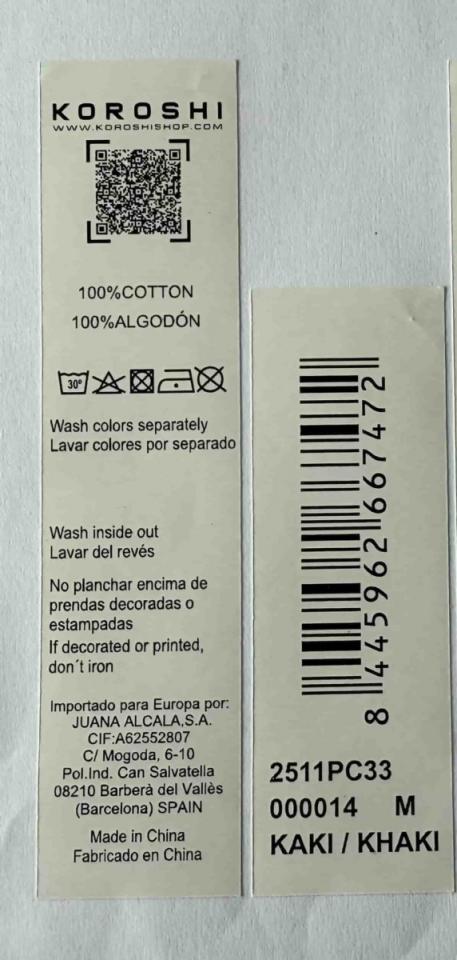 KOROSHI
WWW.KOROSHISHOP.COM
100%COTTON
100%ALGODÓN
30°
Wash colors separately
Lavar colores por separado
Wash inside out
Lavar del revés
No planchar encima de
prendas decoradas o
estampadas
If decorated or printed,
don´t iron
Importado para Europa por:
JUANA ALCALA,S.A.
CIF:A62552807
C/ Mogoda, 6-10
Pol.Ind. Can Salvatella
08210 Barberà del Vallès
(Barcelona) SPAIN
Made in China
Fabricado en China
8 445962 667472
2511PC33
000014 M
KAKI / KHAKI